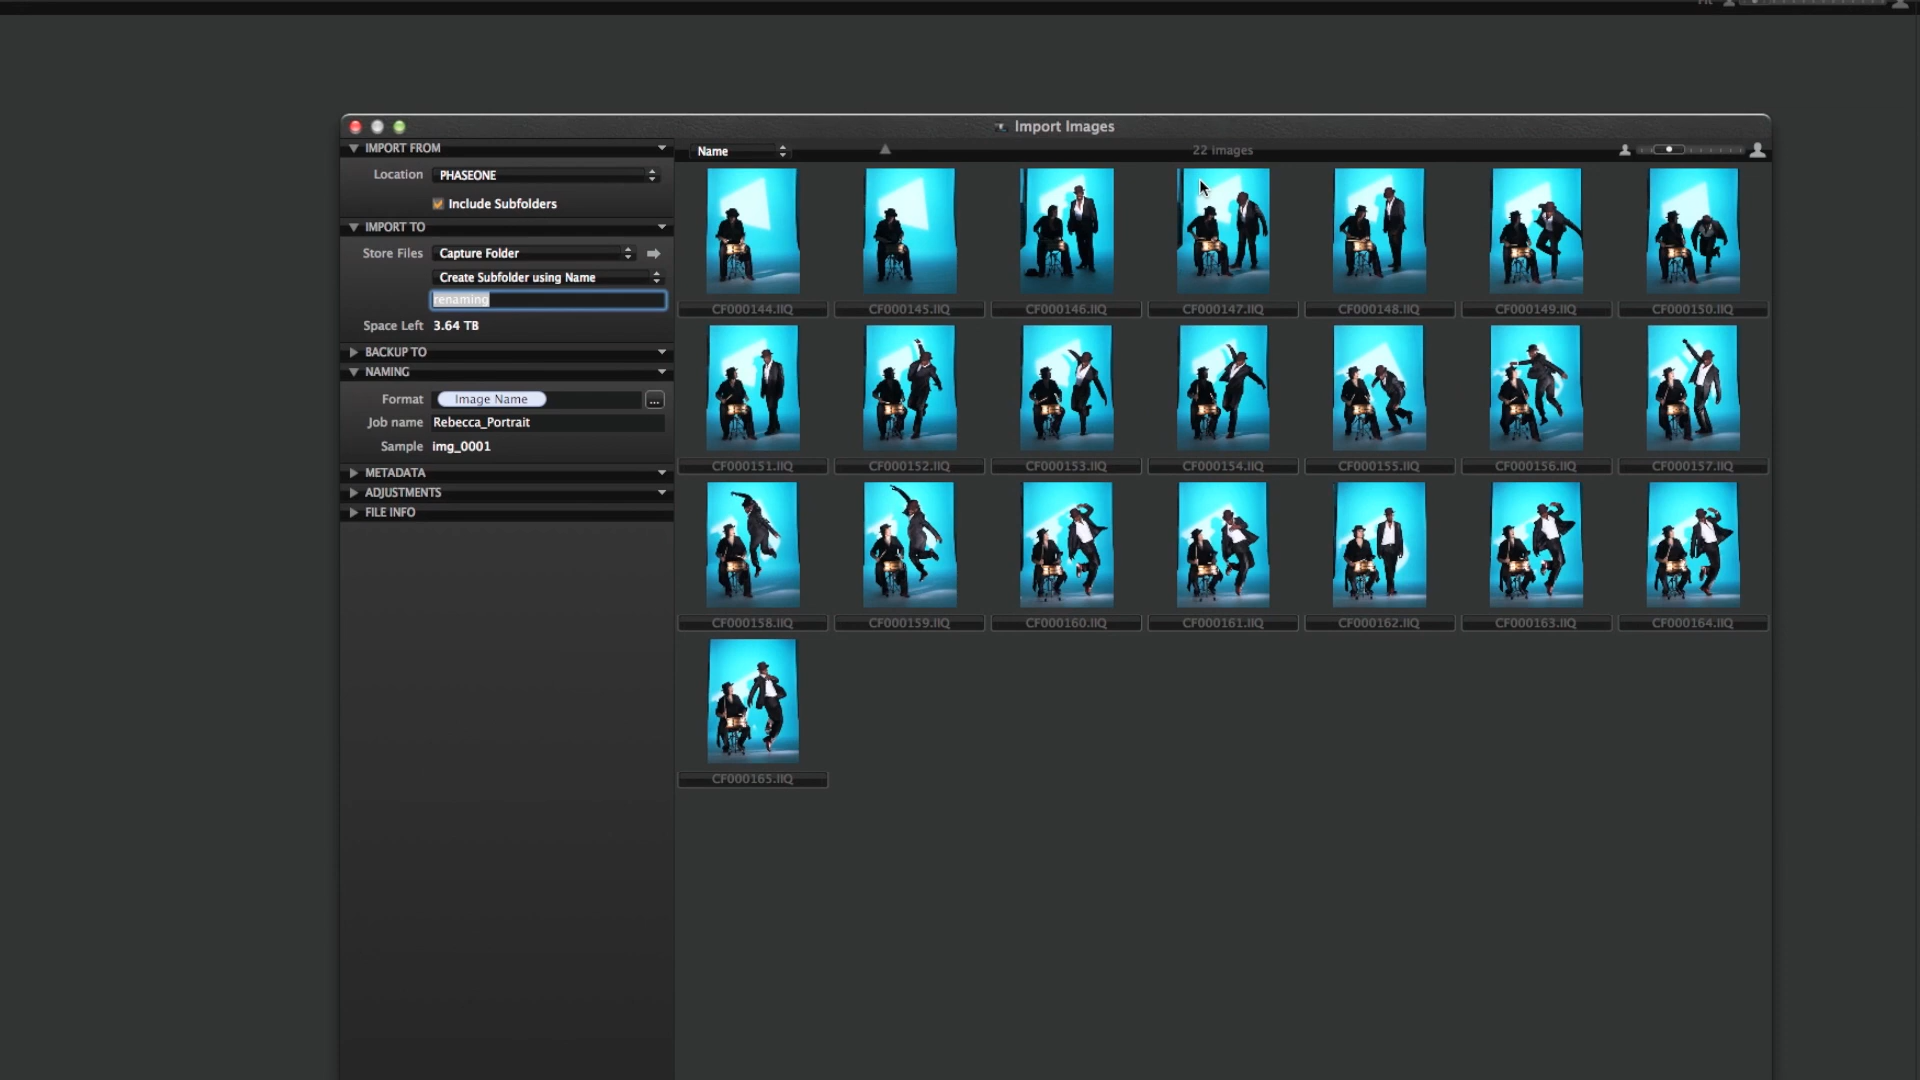 Fit
Import Images
IMPORT FROM
Name
22 images
Location PHASEONE
Include Subfolders
IMPORT TO
Store Files Capture Folder
Create Subfolder using Name
renaming
Space Left 3.64 TB
BACKUP TO
NAMING
Format Image Name ...
Job name Rebecca_Portrait
Sample img_0001
METADATA
ADJUSTMENTS
FILE INFO
CF000144.IIQ CF000145.IIQ CF000146.IIQ CF000147.IIQ CF000148.IIQ CF000149.IIQ CF000150.IIQ
CF000151.IIQ CF000152.IIQ CF000153.IIQ CF000154.IIQ CF000155.IIQ CF000156.IIQ CF000157.IIQ
CF000158.IIQ CF000159.IIQ CF000160.IIQ CF000161.IIQ CF000162.IIQ CF000163.IIQ CF000164.IIQ
CF000165.IIQ